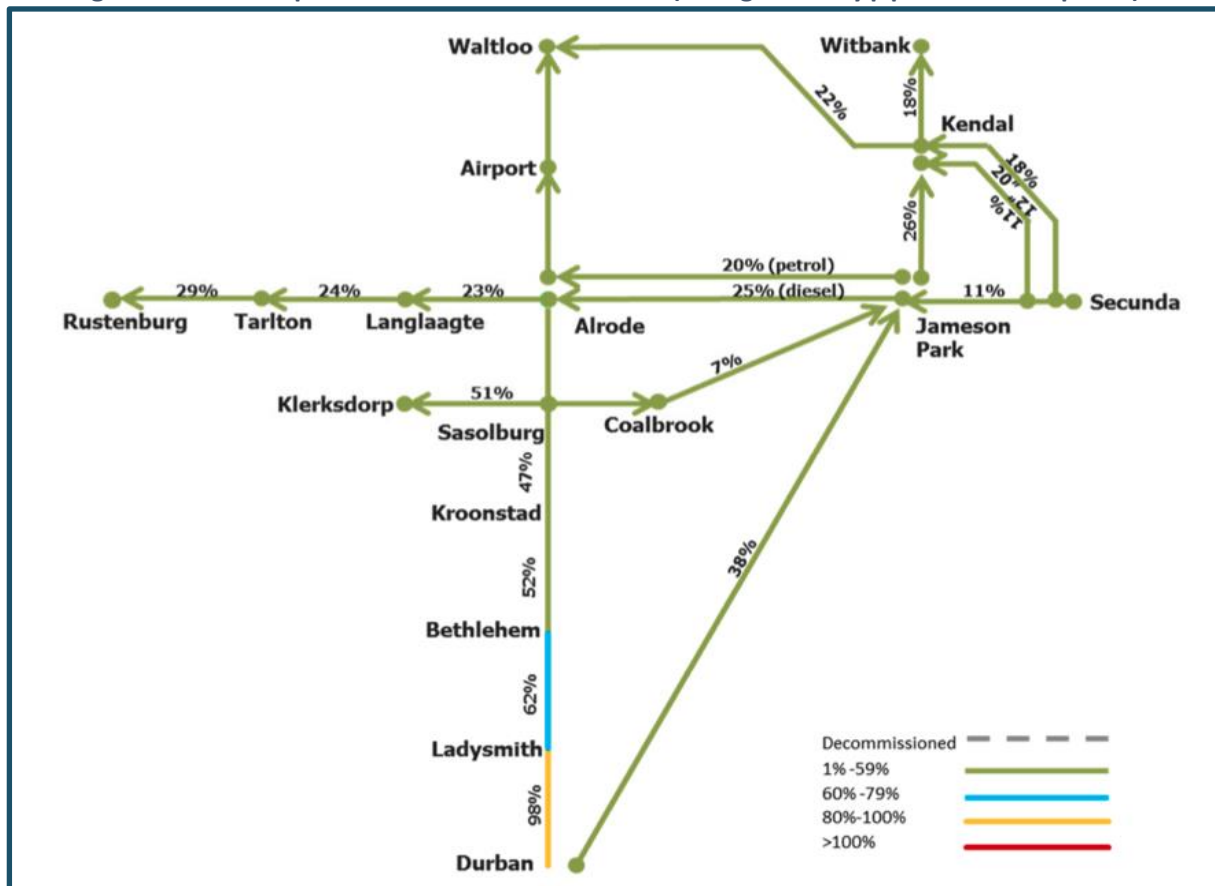 Waltloo
Witbank
22%
18%
Kendal
Airport
18%
20" 12"
11%
26%
20% (petrol)
29%
24%
23%
25% (diesel)
11%
Secunda
Rustenburg
Tarlton
Langlaagte
Alrode
Jameson
Park
7%
Klerksdorp
51%
Sasolburg
Coalbrook
47%
Kroonstad
38%
52%
Bethlehem
62%
Ladysmith
98%
Durban
Decommissioned
1% -59%
60% -79%
80%-100%
>100%